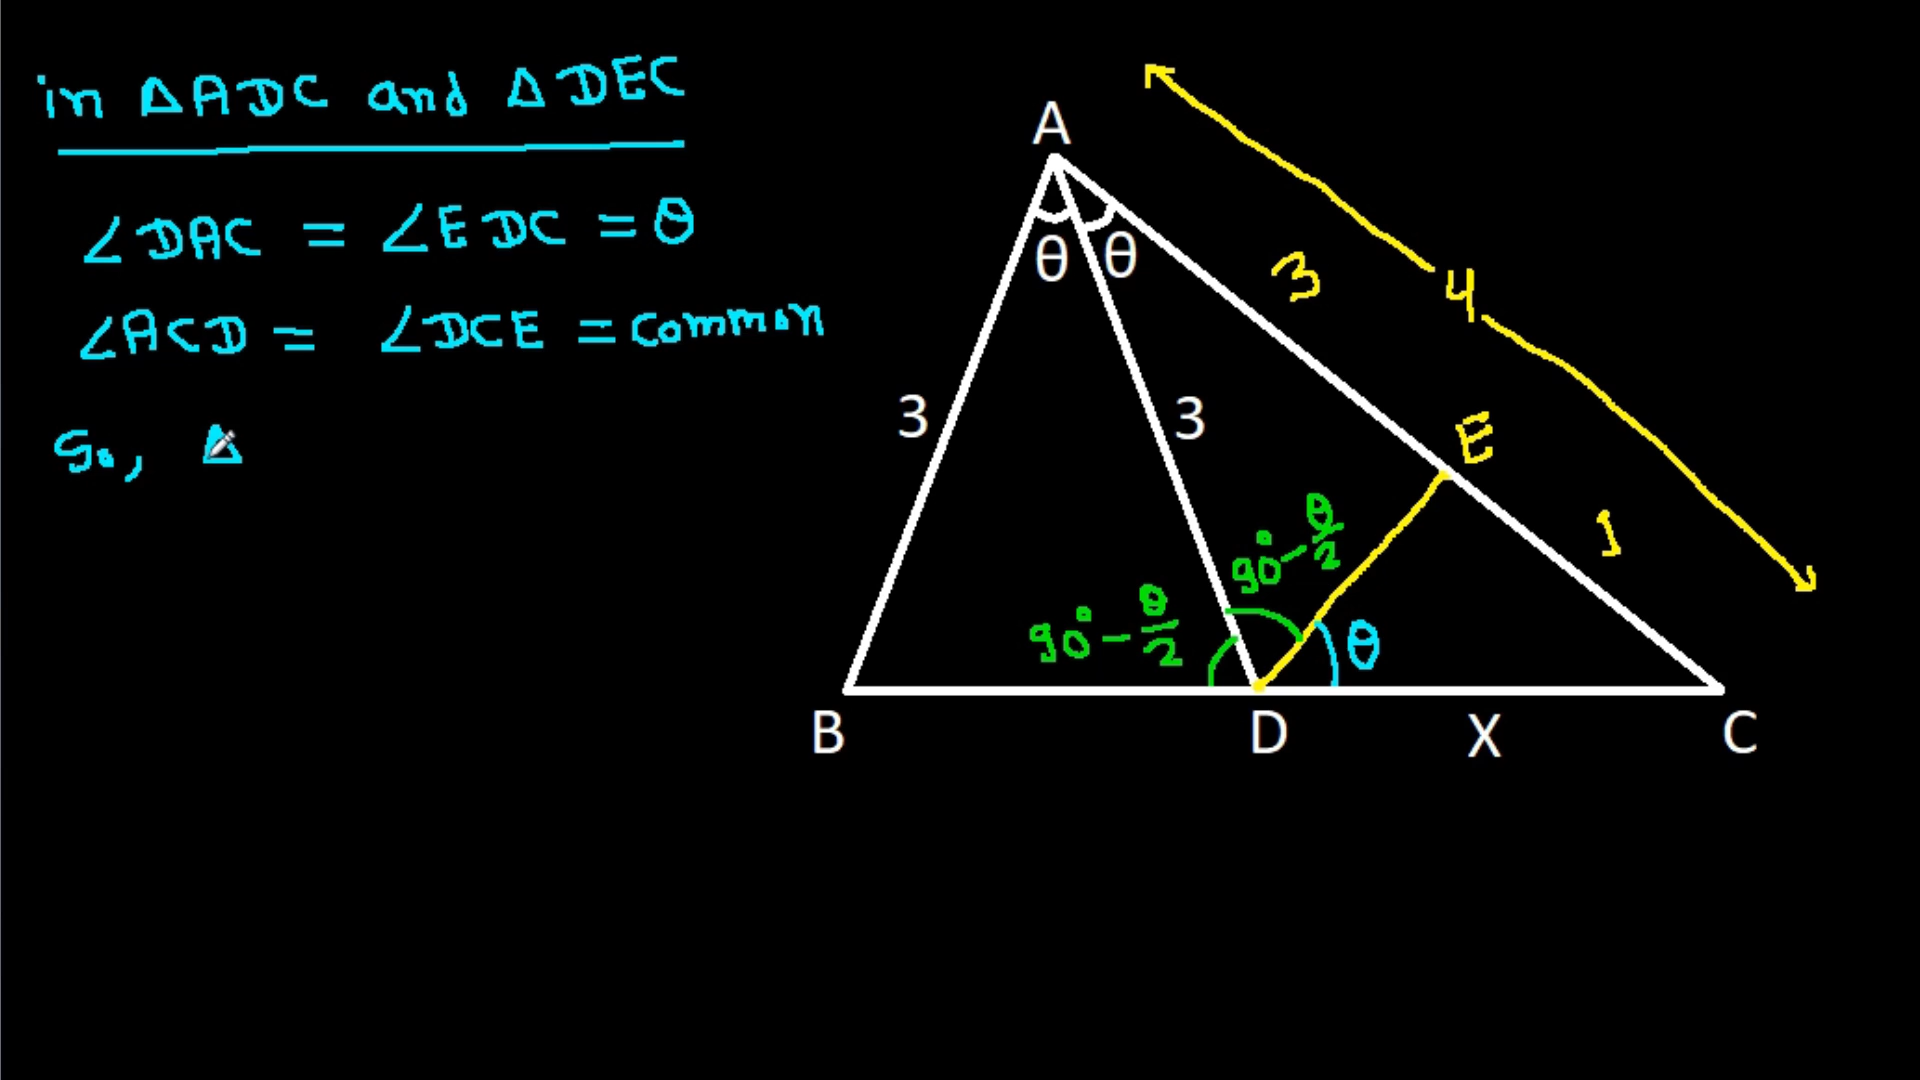 in ΔADC and ΔDEC
∠DAC = ∠EDC = θ
∠ACD = ∠DCE = common
So, Δ
A
θ θ
3
4
3
3
E
1
90° - θ/2
90° - θ/2
θ
B
D
X
C